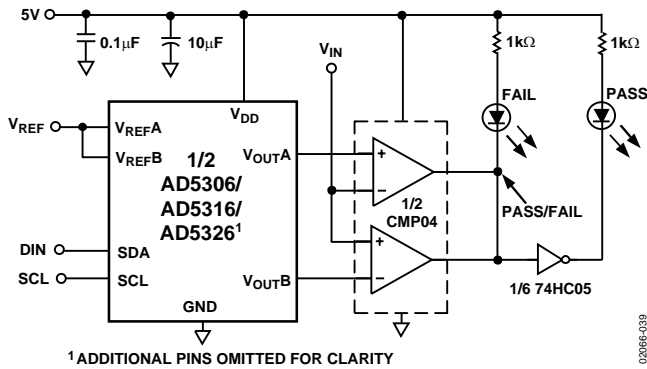 5V
0.1µF
10µF
VIN
1kΩ
1kΩ
FAIL
PASS
VREF
VREFA
VREFB
VDD
1/2
AD5306/
AD5316/
AD5326¹
VOUTA
VOUTB
DIN
SDA
SCL
SCL
GND
+
−
+
−
1/2
CMP04
PASS/FAIL
1/6 74HC05
¹ADDITIONAL PINS OMITTED FOR CLARITY
02066-039